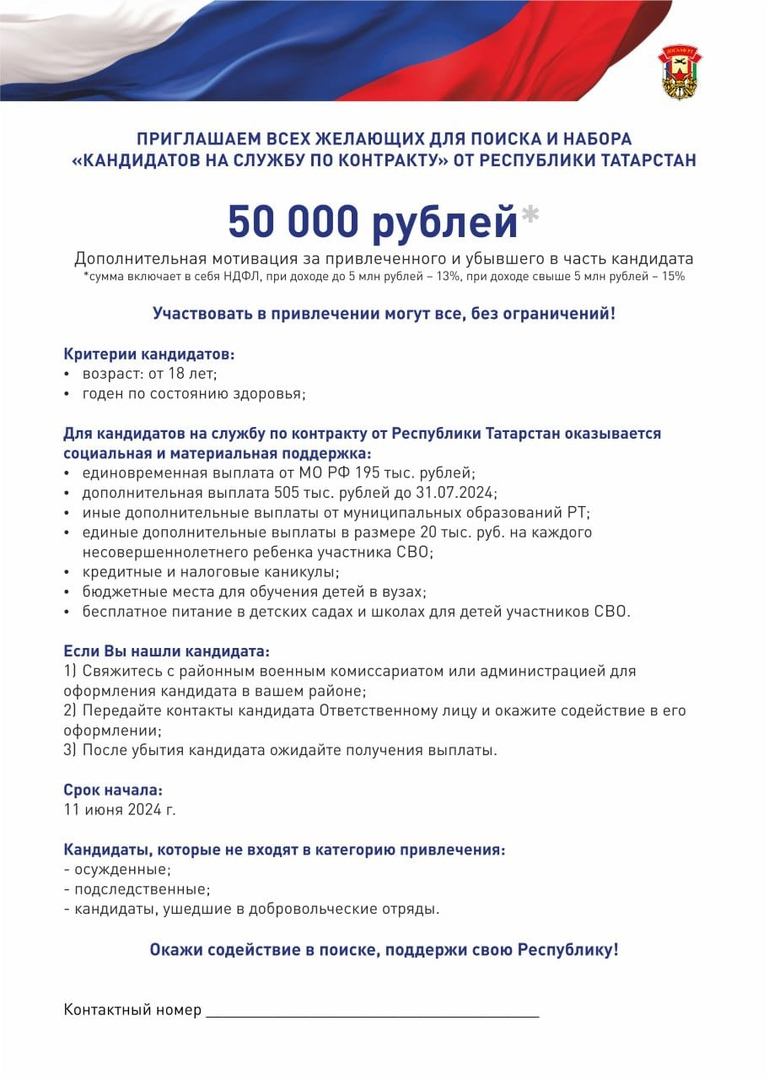 ПРИГЛАШАЕМ ВСЕХ ЖЕЛАЮЩИХ ДЛЯ ПОИСКА И НАБОРА
«КАНДИДАТОВ НА СЛУЖБУ ПО КОНТРАКТУ» ОТ РЕСПУБЛИКИ ТАТАРСТАН
50 000 рублей*
Дополнительная мотивация за привлеченного и убывшего в часть кандидата
*сумма включает в себя НДФЛ, при доходе до 5 млн рублей – 13%, при доходе свыше 5 млн рублей – 15%
Участвовать в привлечении могут все, без ограничений!
Критерии кандидатов:
• возраст: от 18 лет;
• годен по состоянию здоровья;
Для кандидатов на службу по контракту от Республики Татарстан оказывается
социальная и материальная поддержка:
• единовременная выплата от МО РФ 195 тыс. рублей;
• дополнительная выплата 505 тыс. рублей до 31.07.2024;
• иные дополнительные выплаты от муниципальных образований РТ;
• единые дополнительные выплаты в размере 20 тыс. руб. на каждого
несовершеннолетнего ребенка участника СВО;
• кредитные и налоговые каникулы;
• бюджетные места для обучения детей в вузах;
• бесплатное питание в детских садах и школах для детей участников СВО.
Если Вы нашли кандидата:
1) Свяжитесь с районным военным комиссариатом или администрацией для
оформления кандидата в вашем районе;
2) Передайте контакты кандидата Ответственному лицу и окажите содействие в его
оформлении;
3) После убытия кандидата ожидайте получения выплаты.
Срок начала:
11 июня 2024 г.
Кандидаты, которые не входят в категорию привлечения:
- осужденные;
- подследственные;
- кандидаты, ушедшие в добровольческие отряды.
Окажи содействие в поиске, поддержи свою Республику!
Контактный номер